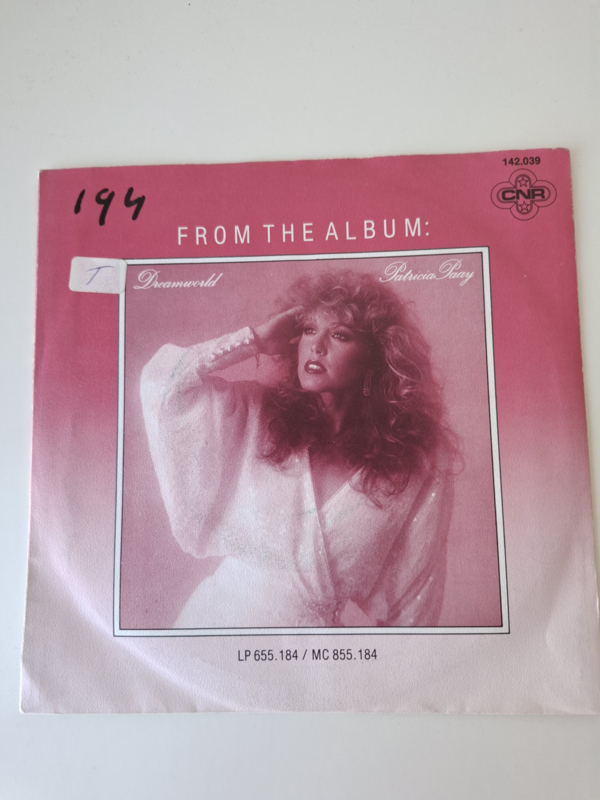 142.039
CNR
194
FROM THE ALBUM:
T
Dreamworld
Patricia Paay
LP 655.184 / MC 855.184